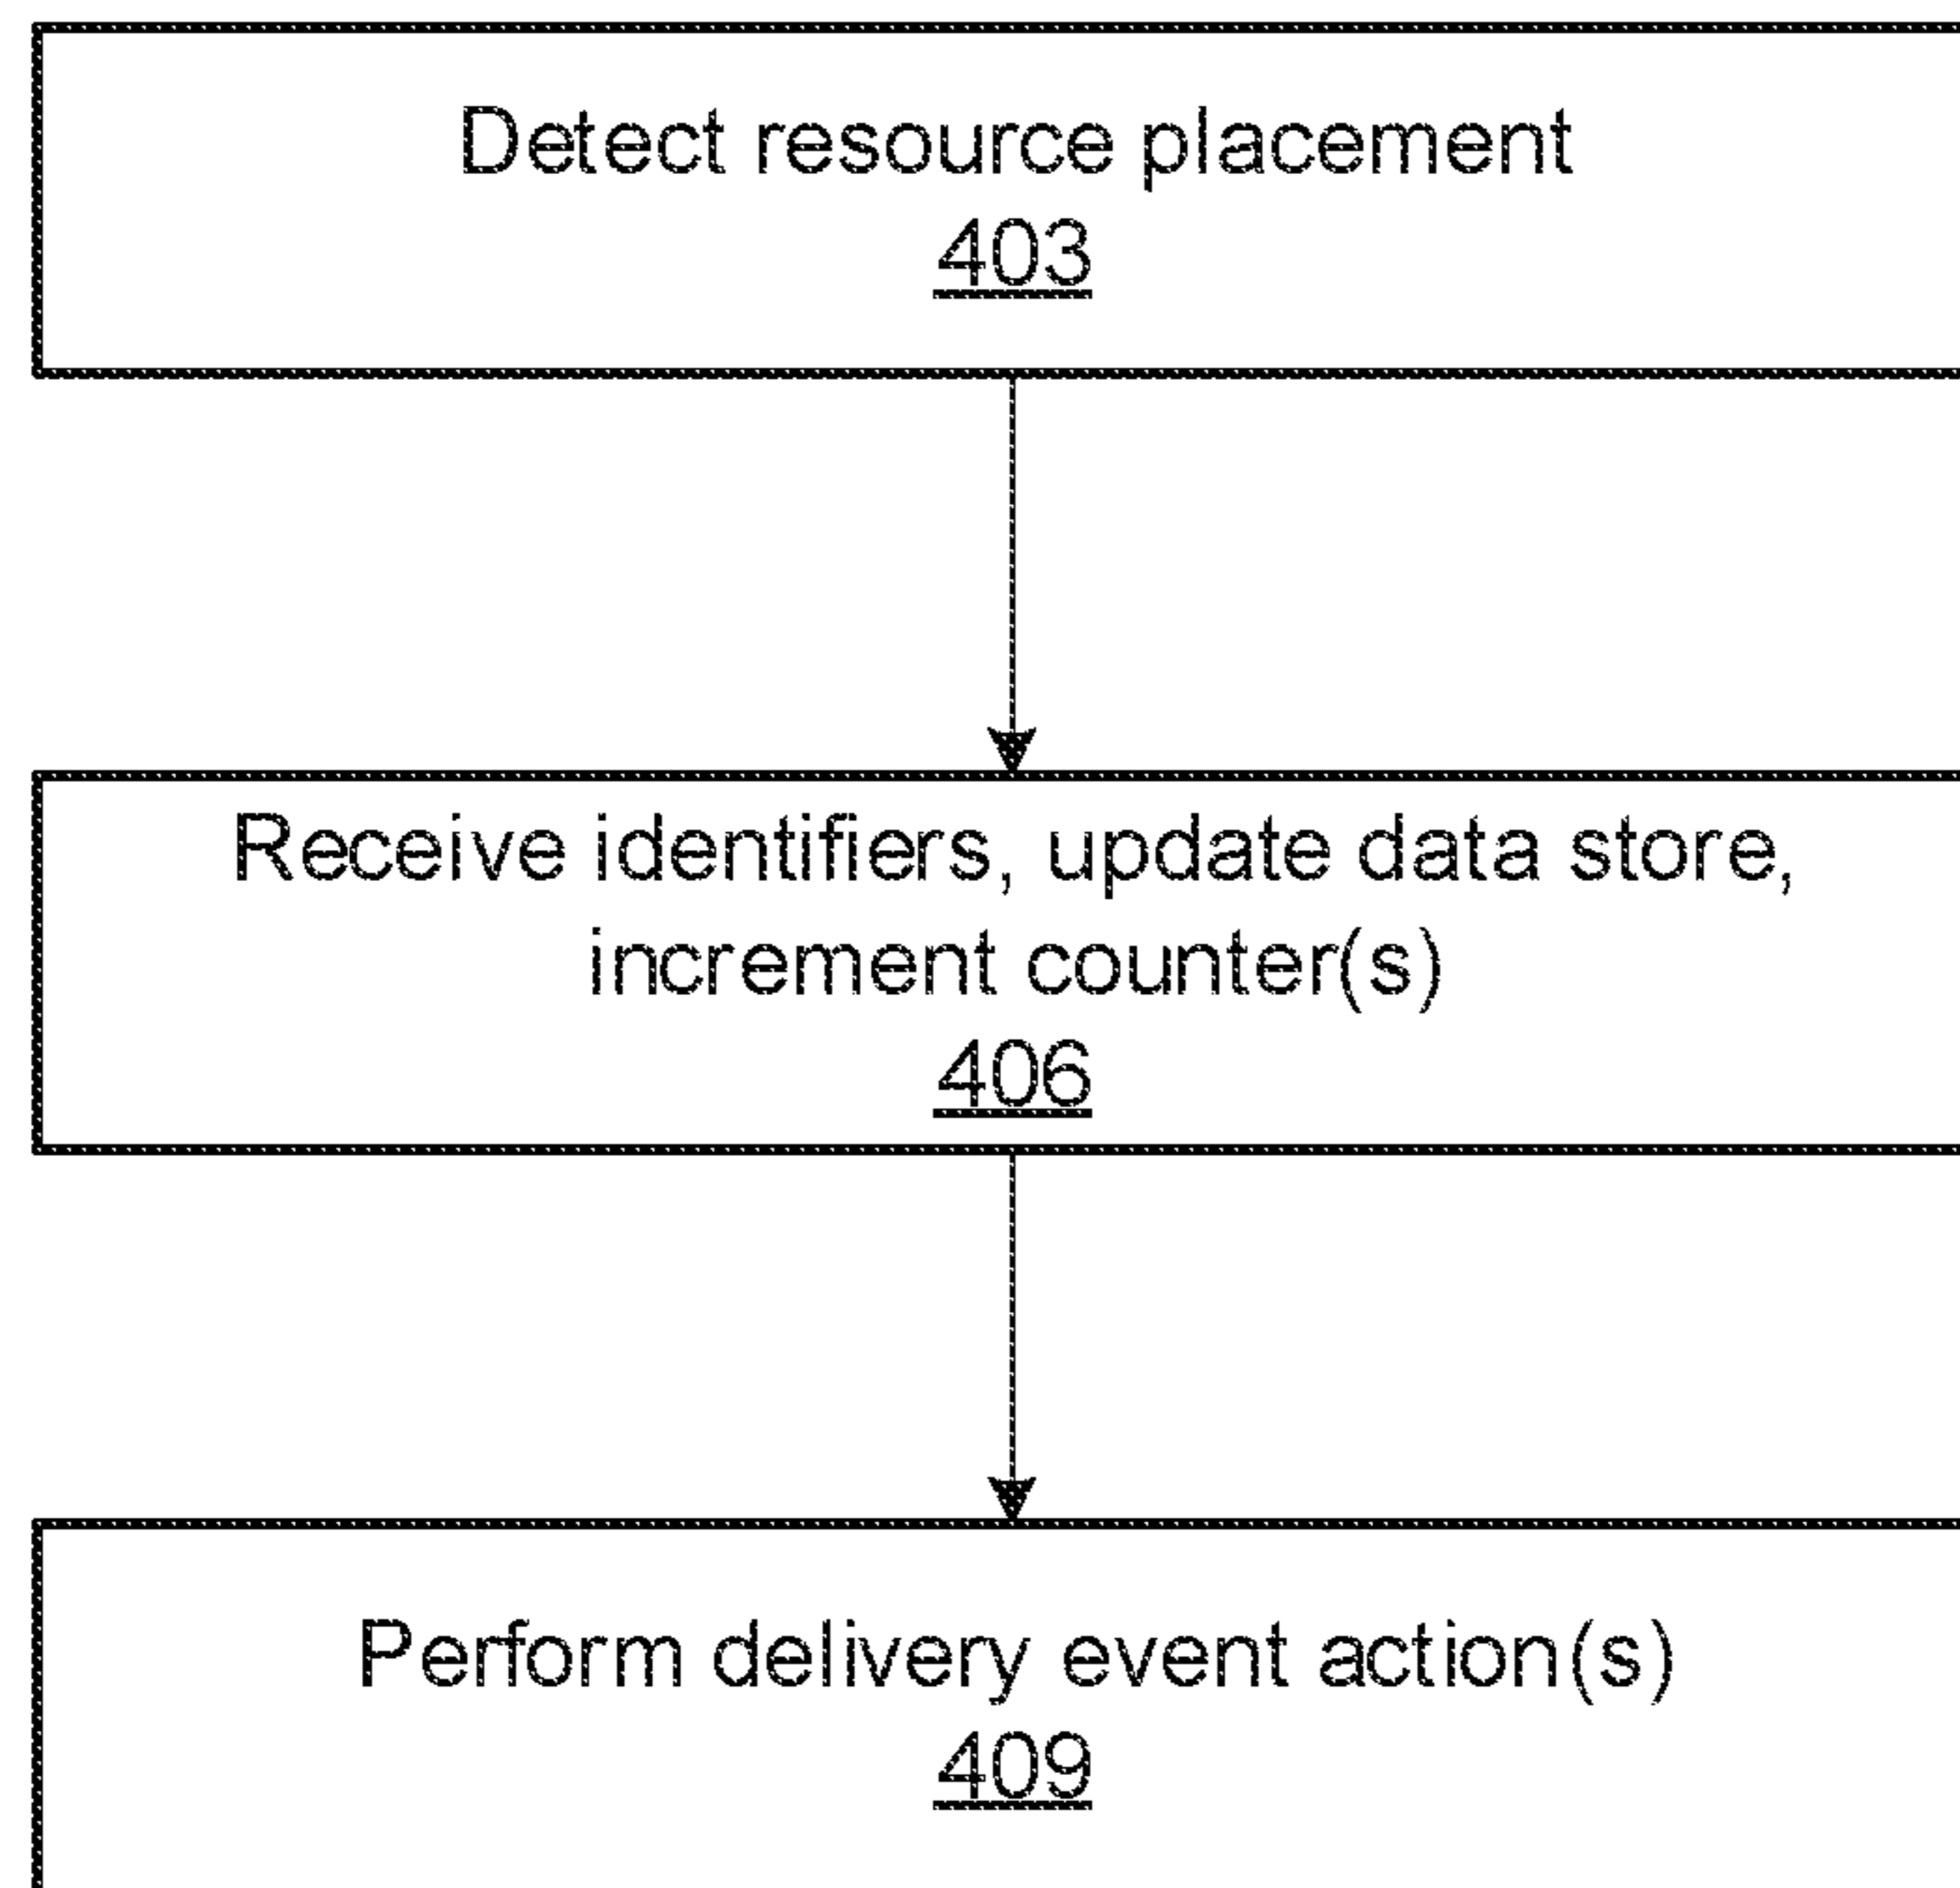 Detect resource placement
403
Receive identifiers, update data store,
increment counter(s)
406
Perform delivery event action(s)
409